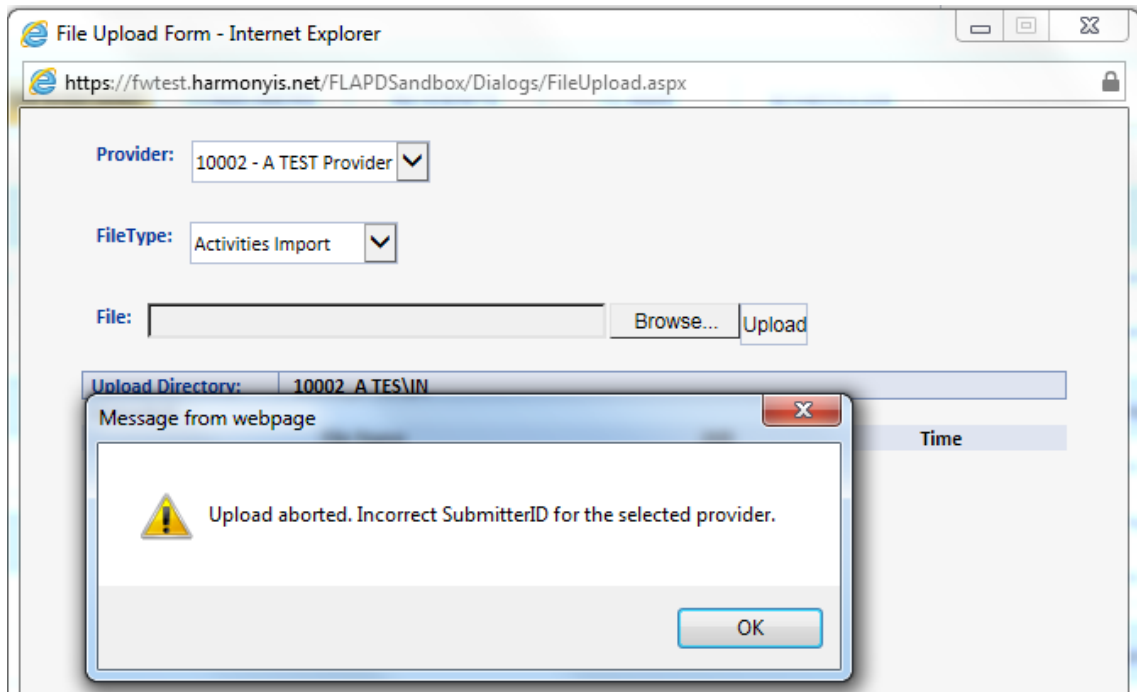 File Upload Form - Internet Explorer
https://fwtest.harmonyis.net/FLAPDSandbox/Dialogs/FileUpload.aspx
Provider: 10002 - A TEST Provider
FileType: Activities Import
File: Browse... Upload
Upload Directory: 10002 A TES\IN
Message from webpage
Time
Upload aborted. Incorrect SubmitterID for the selected provider.
OK